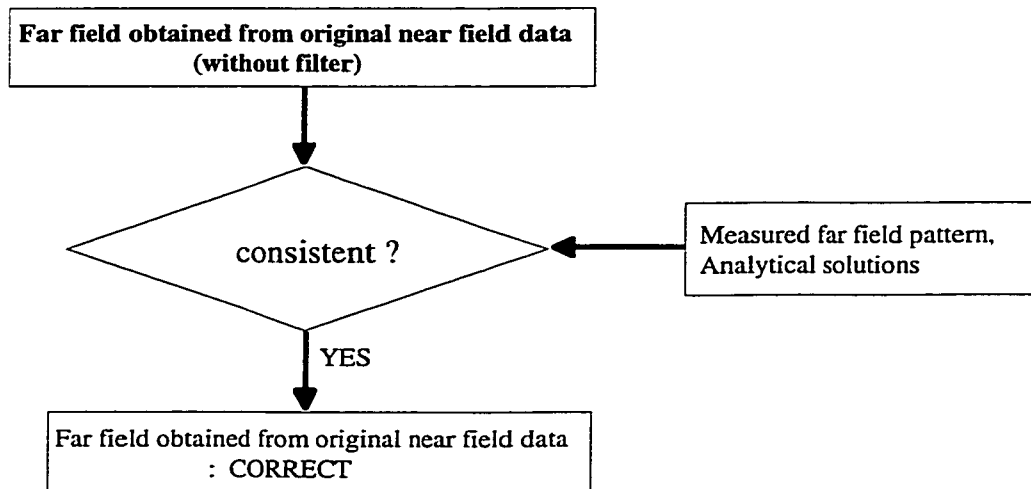 Far field obtained from original near field data
(without filter)
consistent ?
Measured far field pattern,
Analytical solutions
YES
Far field obtained from original near field data
: CORRECT